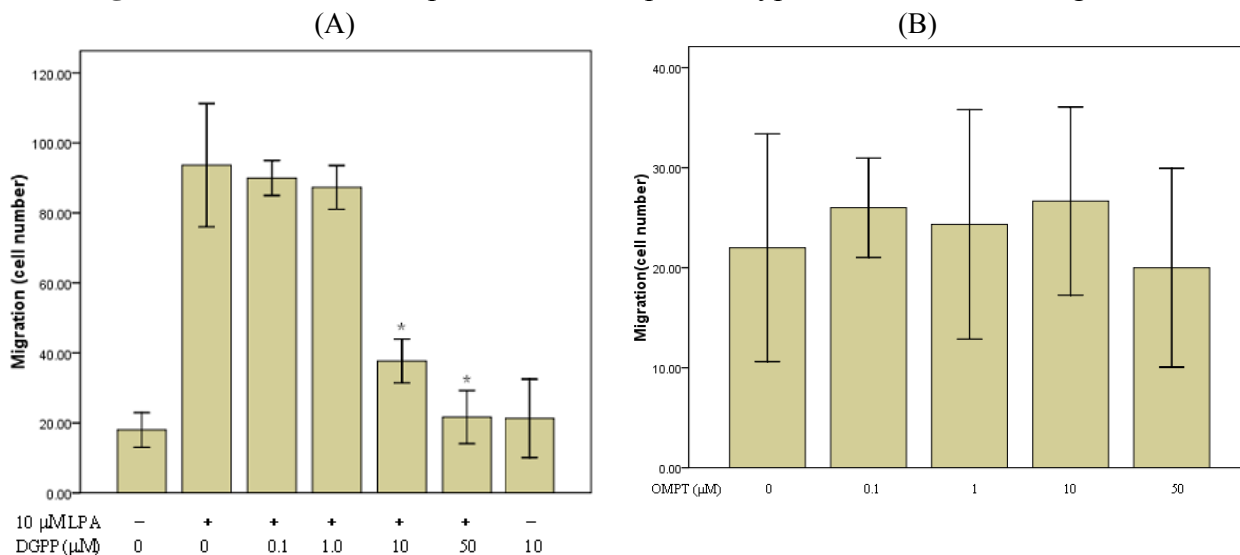 (A)
(B)
Migration (cell number)
120.00
100.00
80.00
60.00
40.00
20.00
0.00
*
*
10 µM LPA – + + + + + –
DGPP (µM) 0 0 0.1 1.0 10 50 10
Migration(cell number)
40.00
30.00
20.00
10.00
0.00
OMPT (µM) 0 0.1 1 10 50